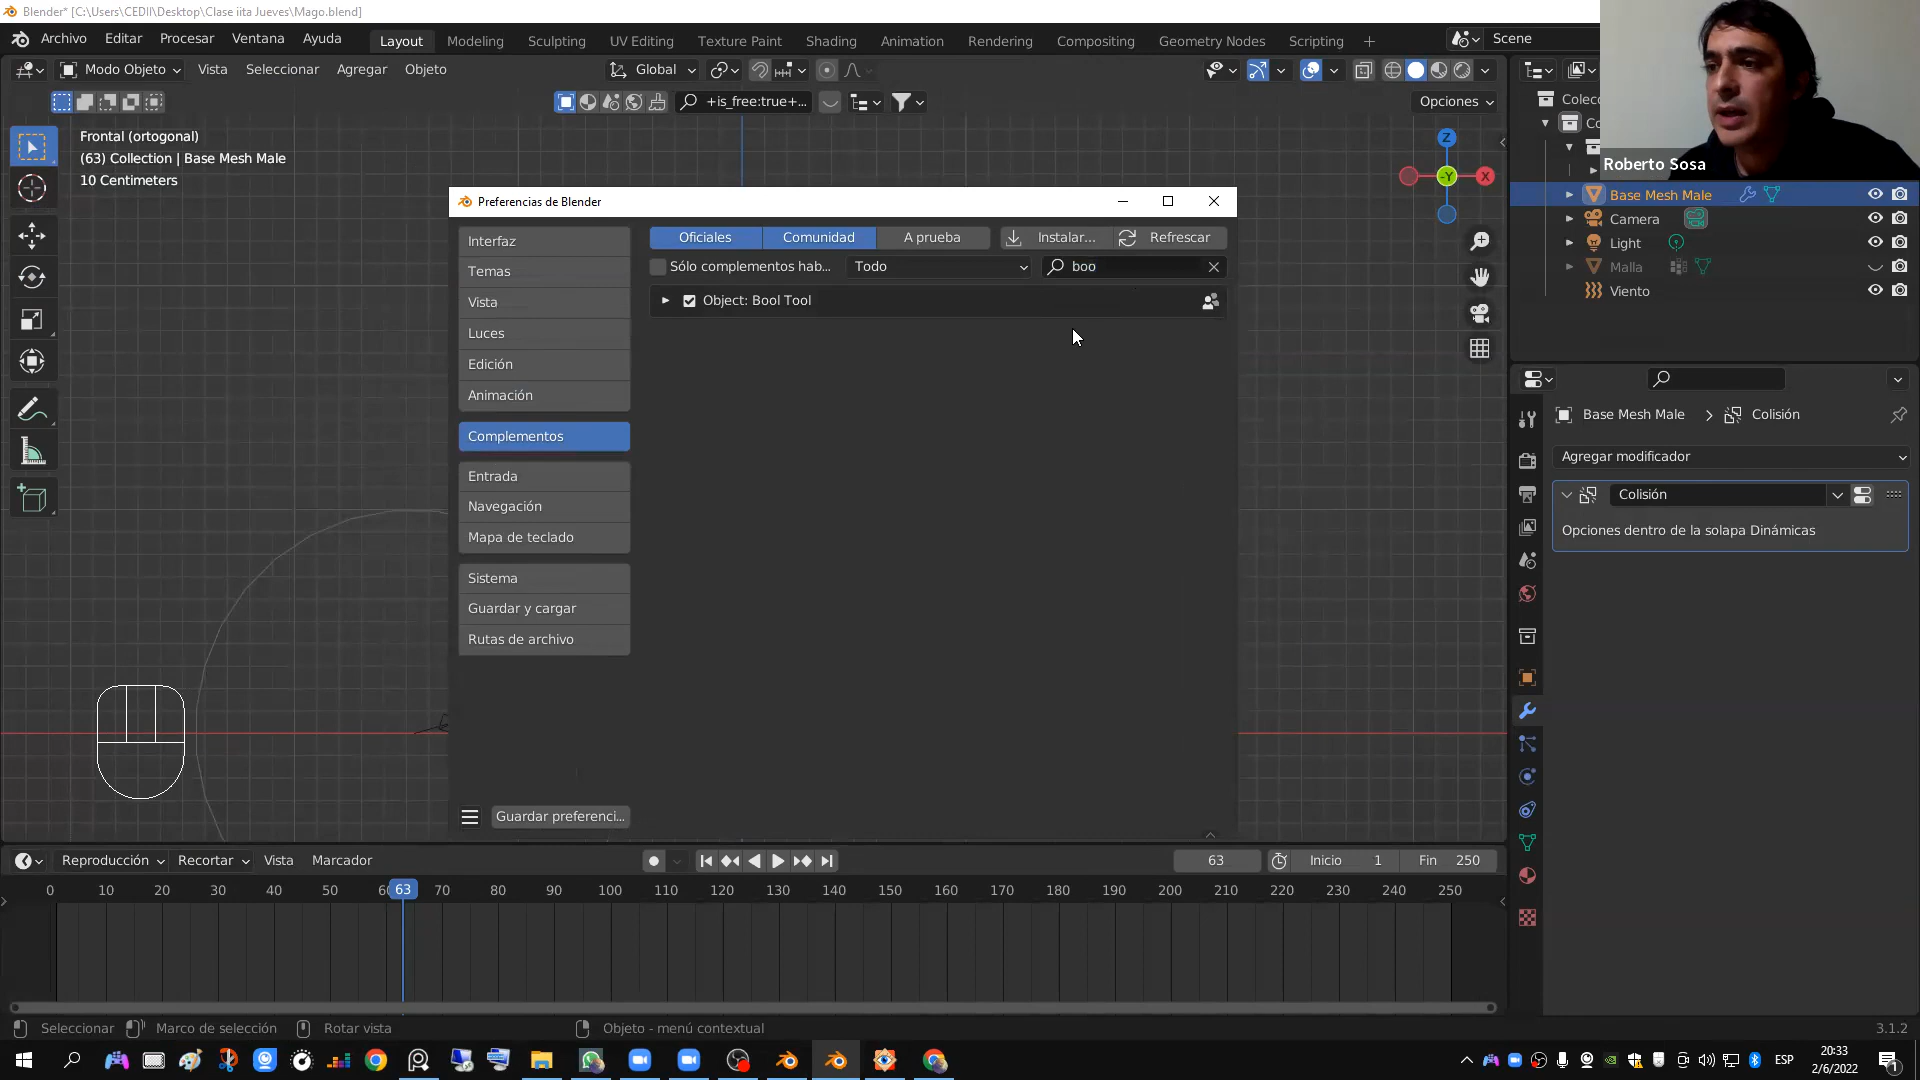 Blender* [C:\Users\CEDII\Desktop\Clase iita Jueves\Mago.blend]
Archivo Editar Procesar Ventana Ayuda Layout Modeling Sculpting UV Editing Texture Paint Shading Animation Rendering Compositing Geometry Nodes Scripting + Scene
Modo Objeto Vista Seleccionar Agregar Objeto Global
+is_free:true+... Opciones
Frontal (ortogonal)
(63) Collection | Base Mesh Male
10 Centimeters
Z
-Y X
Roberto Sosa
Base Mesh Male
Camera
Light
Malla
Viento
Preferencias de Blender
Interfaz
Temas
Vista
Luces
Edición
Animación
Complementos
Entrada
Navegación
Mapa de teclado
Sistema
Guardar y cargar
Rutas de archivo
Guardar preferenci...
Oficiales Comunidad A prueba Instalar... Refrescar
Sólo complementos hab... Todo boo
Object: Bool Tool
Base Mesh Male > Colisión
Agregar modificador
Colisión
Opciones dentro de la solapa Dinámicas
Reproducción Recortar Vista Marcador 63 Inicio 1 Fin 250
0 10 20 30 40 50 63 70 80 90 100 110 120 130 140 150 160 170 180 190 200 210 220 230 240 250
Seleccionar Marco de selección Rotar vista Objeto - menú contextual 3.1.2
ESP 20:33
2/6/2022